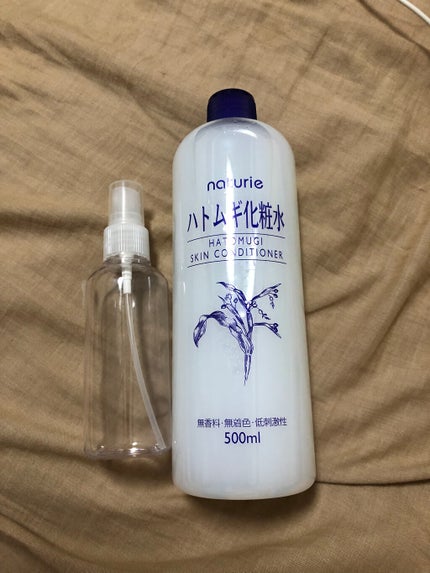 naturie
ハトムギ化粧水
HATOMUGI
SKIN CONDITIONER
無香料・無着色・低刺激性
500ml